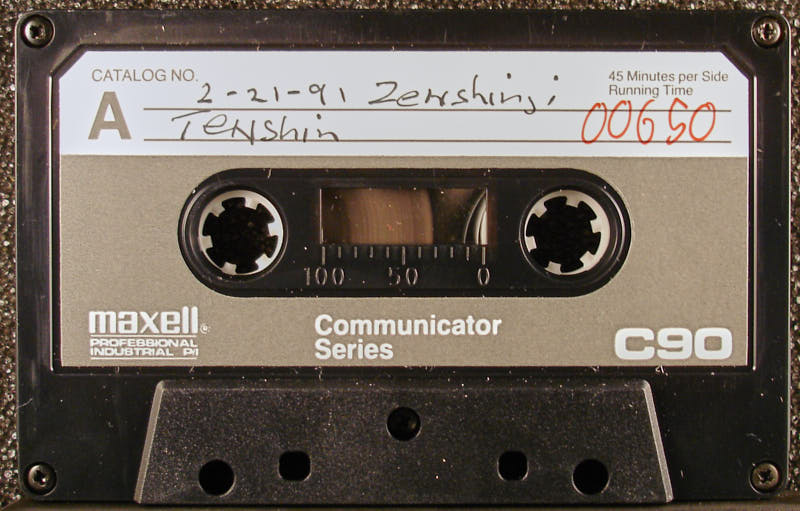 CATALOG NO.
A
2-21-91 Zenshinji
Tenshin
45 Minutes per Side
Running Time
00650
100 50 0
maxell®
PROFESSIONAL
INDUSTRIAL P/I
Communicator
Series
C90